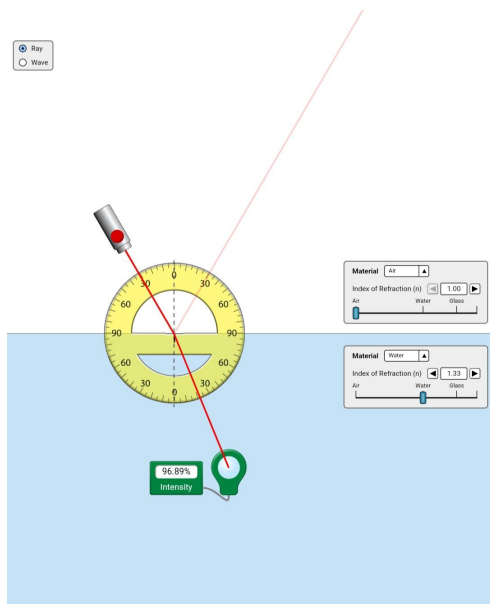 Ray
Wave
0
30 30
60 60
90 90
60 60
30 30
0
Material Air ▲
Index of Refraction (n) ◀ 1.00 ▶
Air Water Glass
Material Water ▲
Index of Refraction (n) ◀ 1.33 ▶
Air Water Glass
96.89%
Intensity